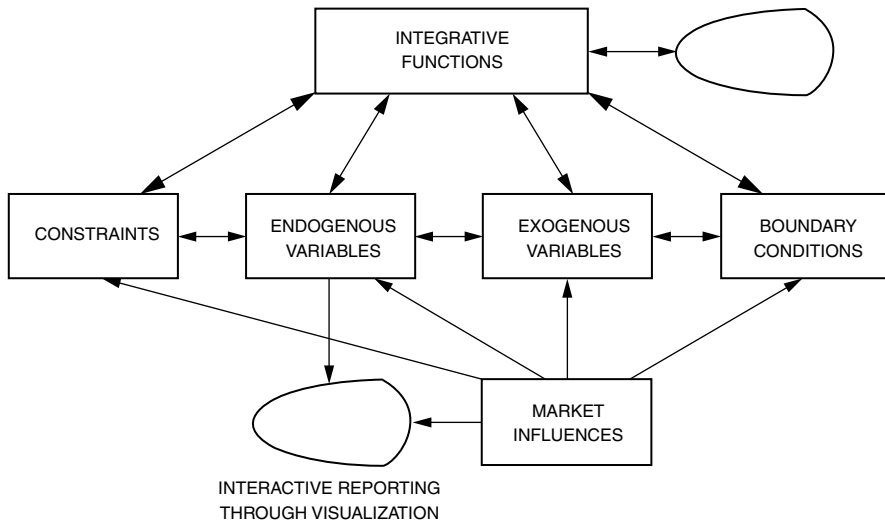 INTEGRATIVE
FUNCTIONS
CONSTRAINTS
ENDOGENOUS
VARIABLES
EXOGENOUS
VARIABLES
BOUNDARY
CONDITIONS
MARKET
INFLUENCES
INTERACTIVE REPORTING
THROUGH VISUALIZATION